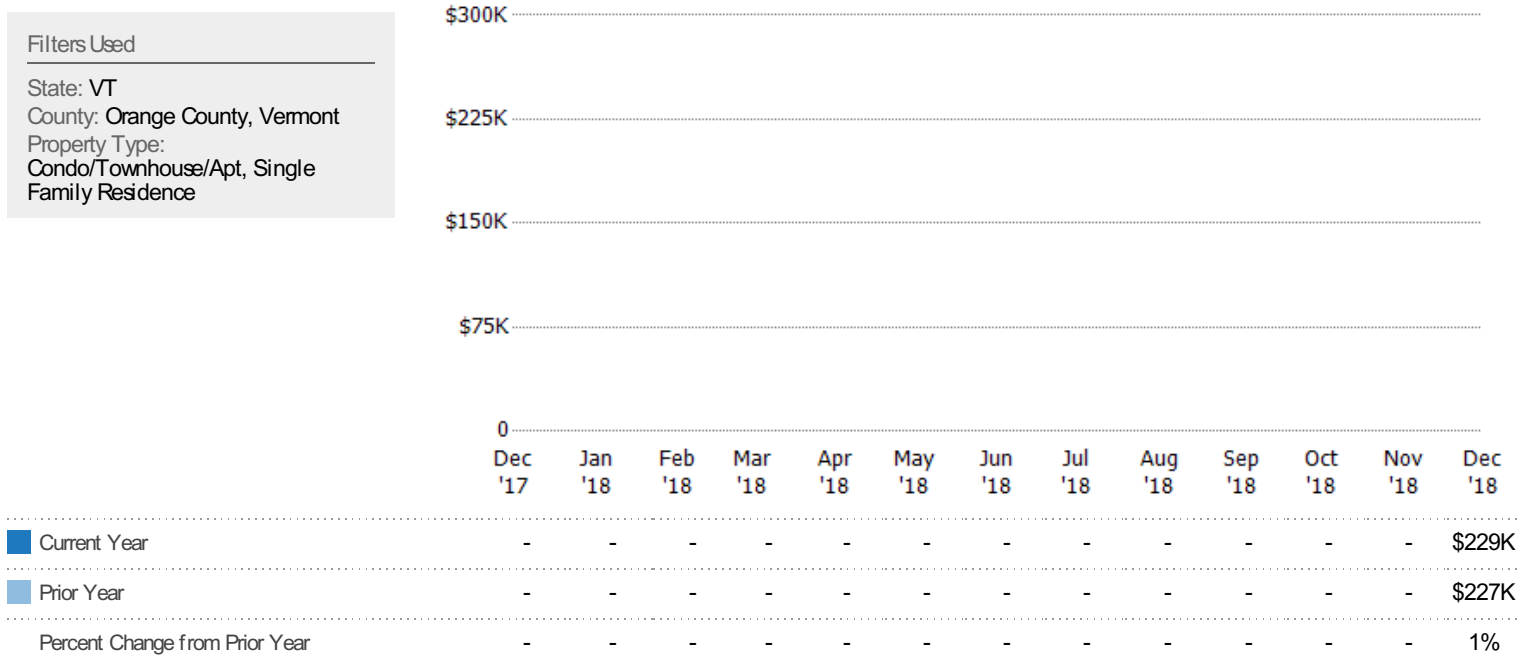 Filters Used
State: VT
County: Orange County, Vermont
Property Type:
Condo/Townhouse/Apt, Single
Family Residence
$300K
$225K
$150K
$75K
0
Dec Jan Feb Mar Apr May Jun Jul Aug Sep Oct Nov Dec
'17 '18 '18 '18 '18 '18 '18 '18 '18 '18 '18 '18 '18
Current Year - - - - - - - - - - - - $229K
Prior Year - - - - - - - - - - - - $227K
Percent Change from Prior Year - - - - - - - - - - - - 1%